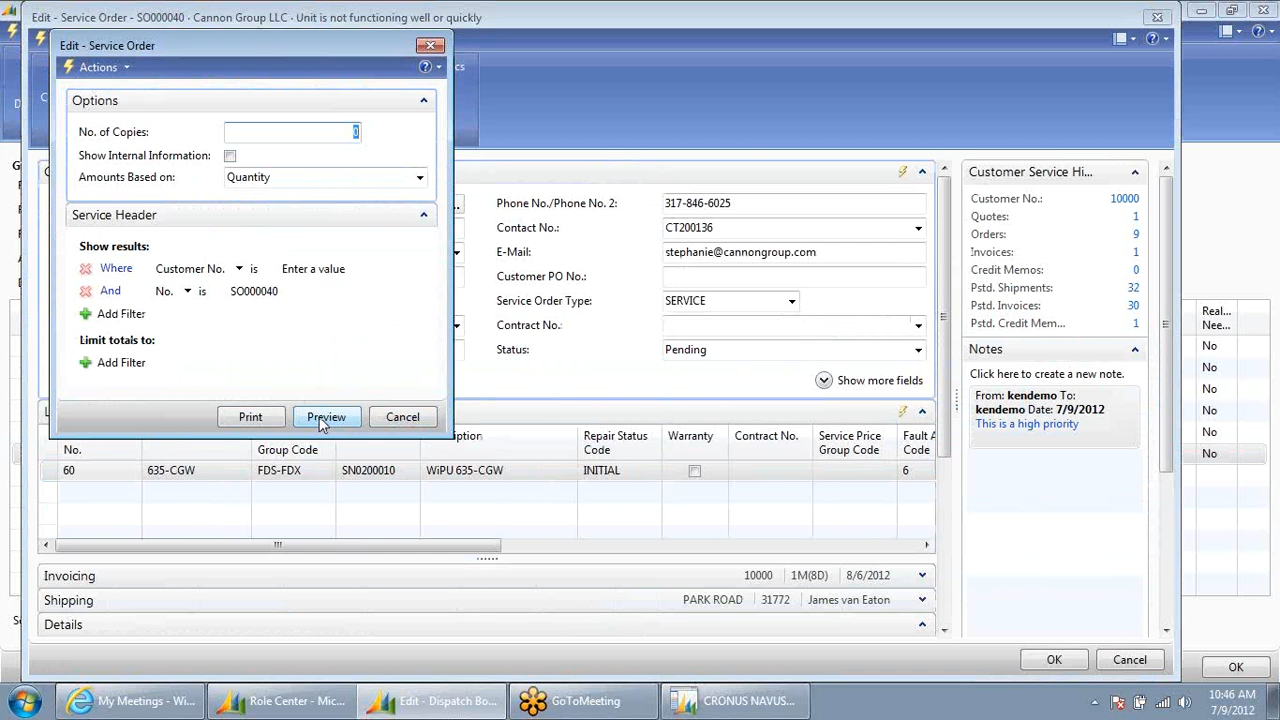 Edit - Service Order - SO000040 · Cannon Group LLC · Unit is not functioning well or quickly
Edit - Service Order
Actions
Options
No. of Copies: 0
Show Internal Information:
Amounts Based on: Quantity
Service Header
Show results:
Where Customer No. is Enter a value
And No. is SO000040
Add Filter
Limit totals to:
Add Filter
Print Preview Cancel
Phone No./Phone No. 2: 317-846-6025
Contact No.: CT200136
E-Mail: stephanie@cannongroup.com
Customer PO No.:
Service Order Type: SERVICE
Contract No.:
Status: Pending
Show more fields
Customer Service Hi...
Customer No.: 10000
Quotes: 1
Orders: 9
Invoices: 1
Credit Memos: 0
Pstd. Shipments: 32
Pstd. Invoices: 30
Pstd. Credit Mem... 1
Notes
Click here to create a new note.
From: kendemo To:
kendemo Date: 7/9/2012
This is a high priority
Real...
Nee...
No
No
No
No
No
No
No. Group Code Repair Status Code Warranty Contract No. Service Price Group Code Fault A
60 635-CGW FDS-FDX SN0200010 WiPU 635-CGW INITIAL 6
Invoicing 10000 1M(8D) 8/6/2012
Shipping PARK ROAD 31772 James van Eaton
Details
OK Cancel
OK
My Meetings - Wi... Role Center - Mic... Edit - Dispatch Bo... GoToMeeting CRONUS NAVUS...
10:46 AM
7/9/2012